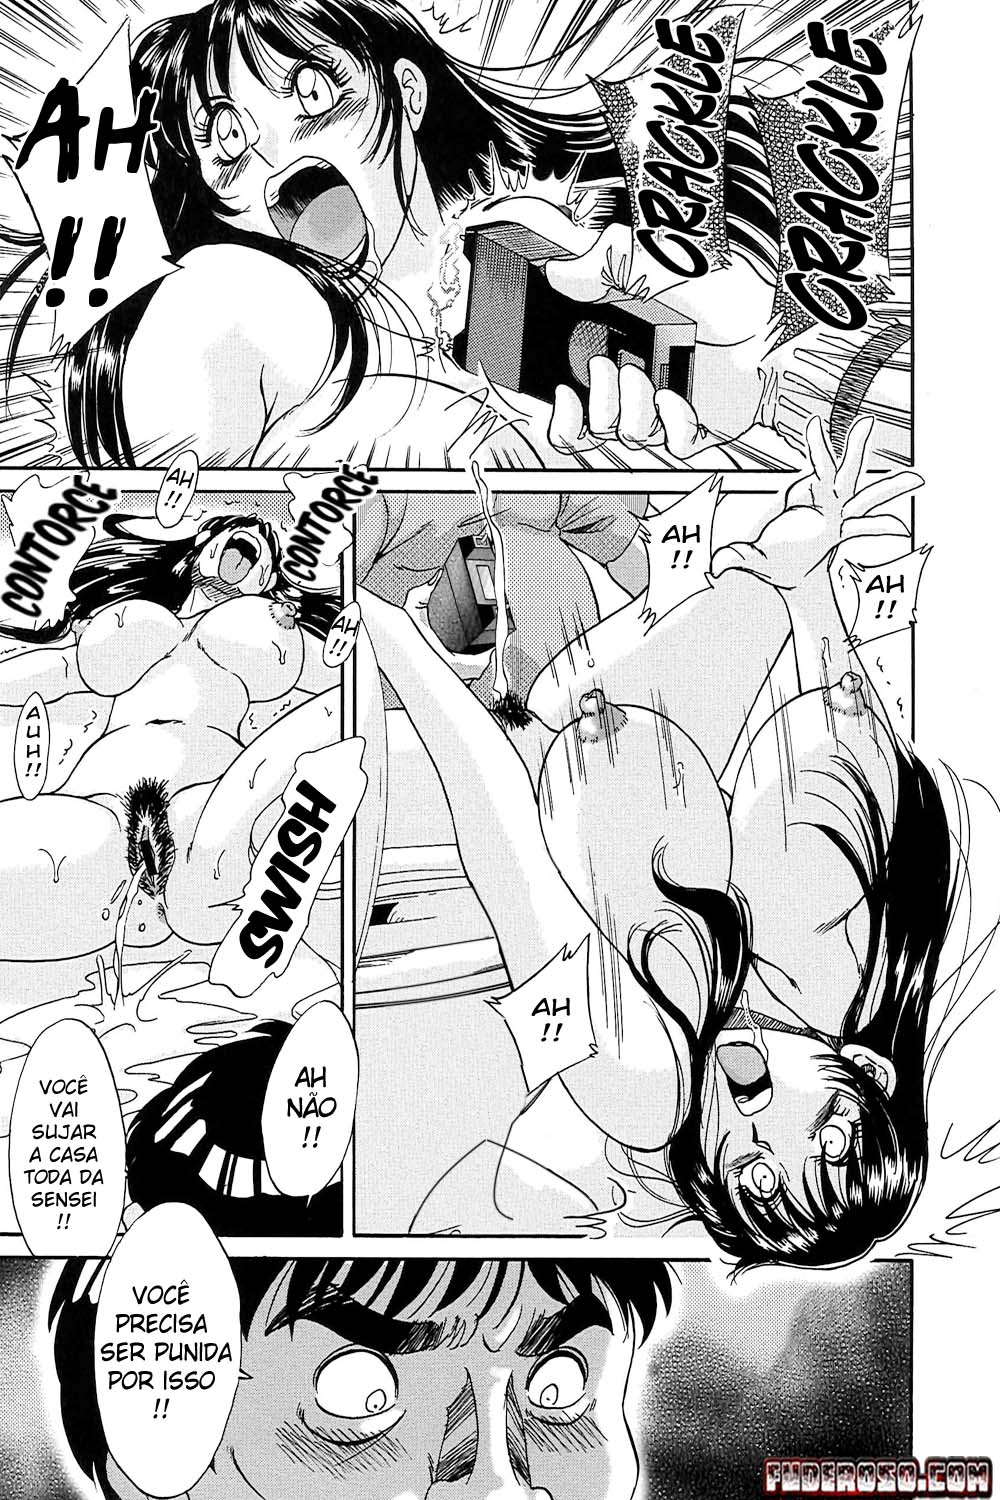 AH
!!
CRACKLE
CRACKLE
AH
!!
AH
!!
AH
!!
CONTORCE
AH
!!
CONTORCE
AH
!!
AUH!!
SWISH
AH
NÃO
!!
VOCÊ
VAI
SUJAR
A CASA
TODA DA
SENSEI
!!
VOCÊ
PRECISA
SER PUNIDA
POR ISSO
!!
FUDEROSO.COM